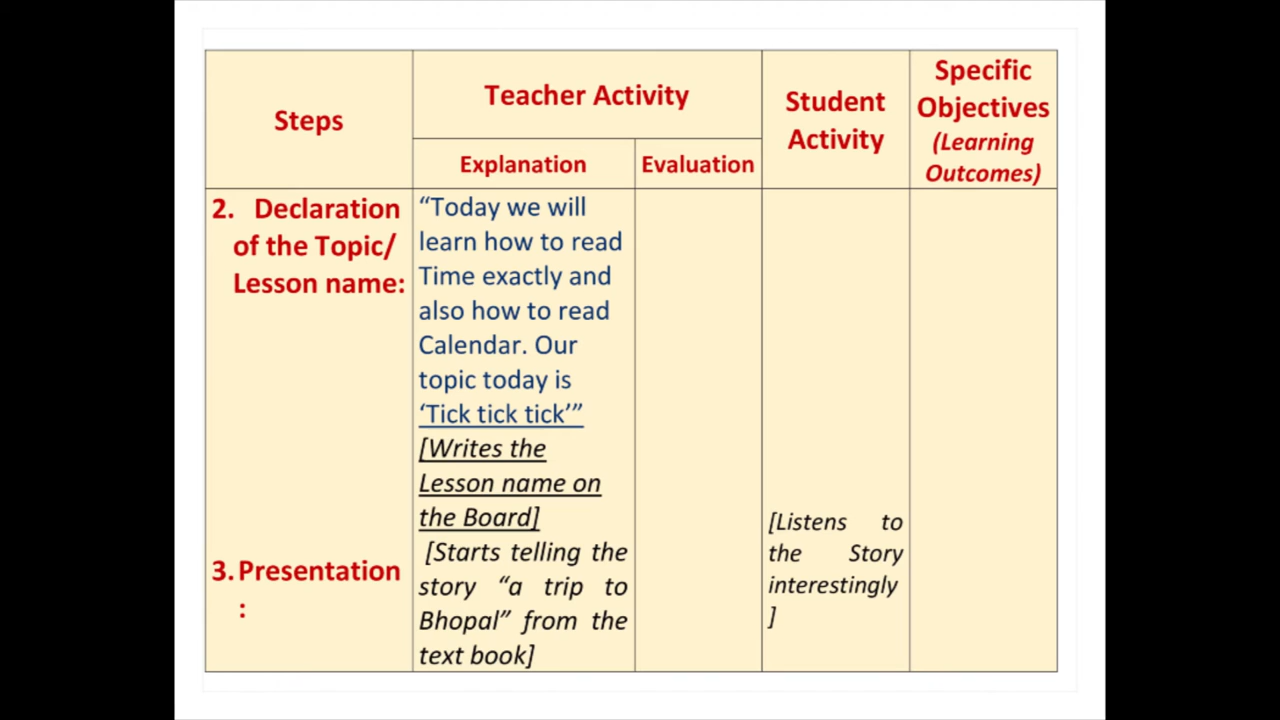 Steps
Teacher Activity
Student
Activity
Specific
Objectives
(Learning
Outcomes)
Explanation
Evaluation
2. Declaration
of the Topic/
Lesson name:
“Today we will
learn how to read
Time exactly and
also how to read
Calendar. Our
topic today is
‘Tick tick tick’”
[Writes the
Lesson name on
the Board]
3. Presentation
:
[Starts telling the
story “a trip to
Bhopal” from the
text book]
[Listens to
the Story
interestingly
]